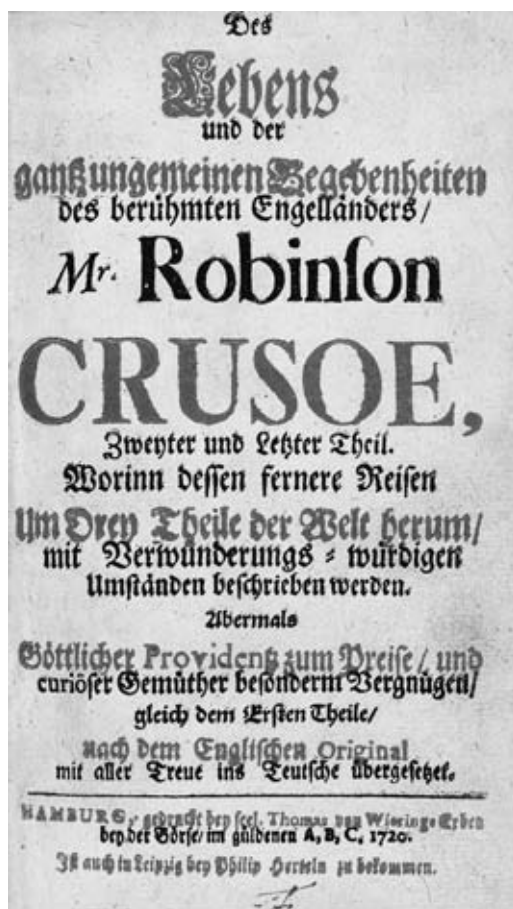 Des
Lebens
und der
gantz ungemeinen Begebenheiten
des berühmten Engelländers/
Mr. Robinſon
CRUSOE,
Zweyter und Letzter Theil.
Worinn deſſen fernere Reiſen
Um Drey Theile der Welt herum/
mit Verwunderungs-würdigen
Umſtänden beſchrieben werden.
Abermals
Göttlicher Providentz zum Preiſe/ und
curiöſer Gemüther beſonderm Vergnügen/
gleich dem Erſten Theile/
nach dem Engliſchen Original
mit aller Treue ins Teutſche übergeſetzet.
HAMBURG, gedruckt bey ſeel. Thomas von Wierings Erben
bey der Börſe/ im güldenen A, B, C, 1720.
Iſt auch in Leipzig bey Philip Herteln zu bekommen.